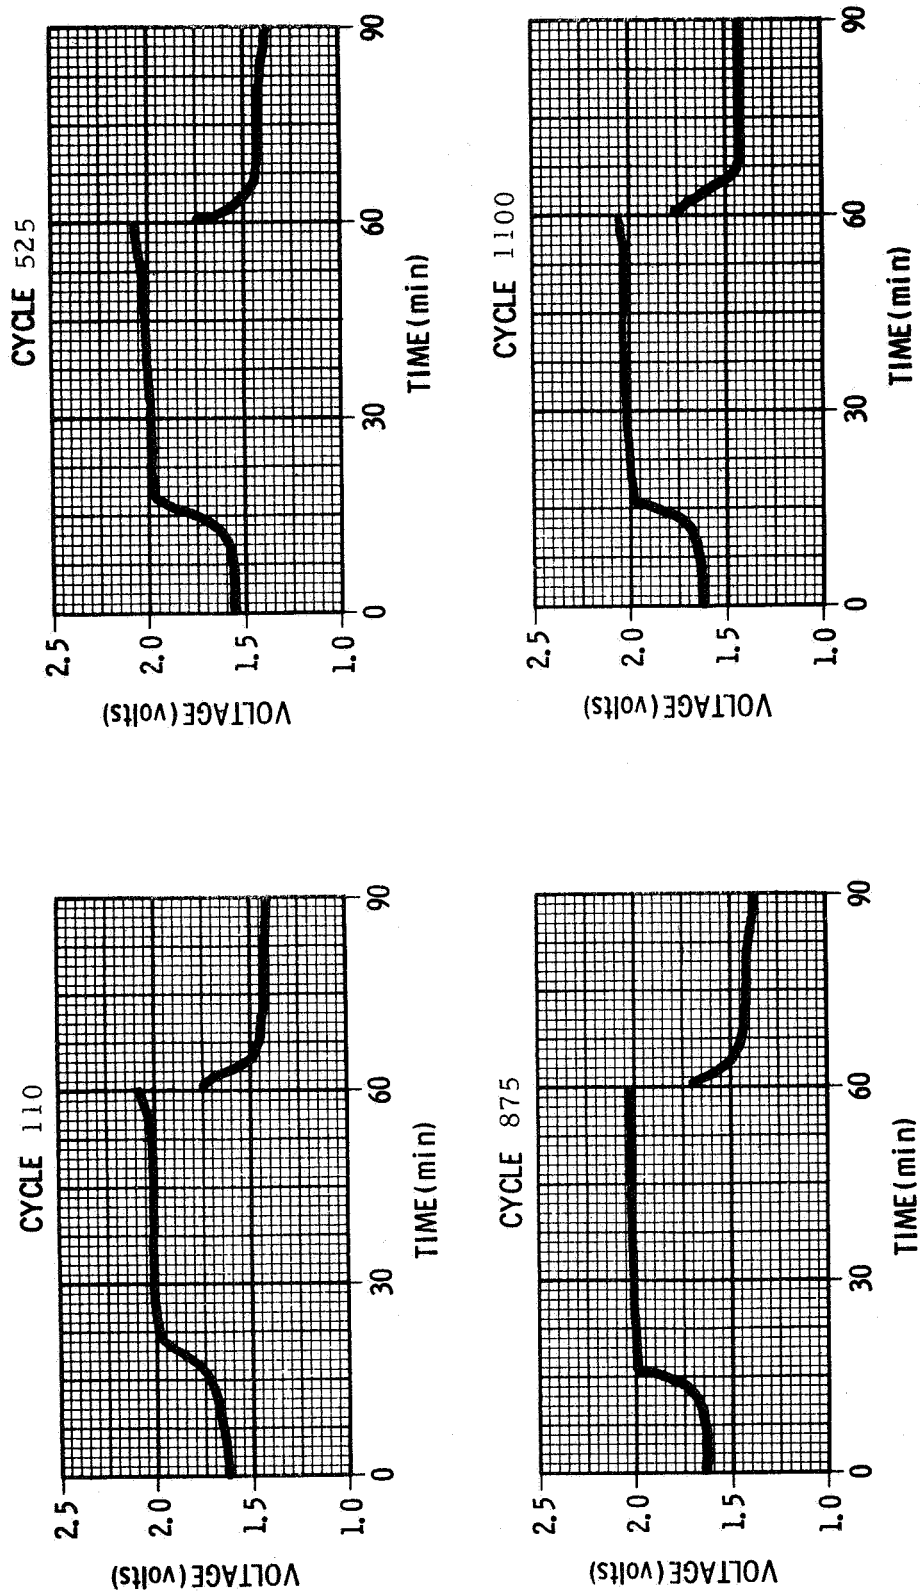 CYCLE 110
VOLTAGE (volts)
2.5
2.0
1.5
1.0
0
30
60
90
TIME (min)
CYCLE 525
VOLTAGE (volts)
2.5
2.0
1.5
1.0
0
30
60
90
TIME (min)
CYCLE 875
VOLTAGE (volts)
2.5
2.0
1.5
1.0
0
30
60
90
TIME (min)
CYCLE 1100
VOLTAGE (volts)
2.5
2.0
1.5
1.0
0
30
60
90
TIME (min)